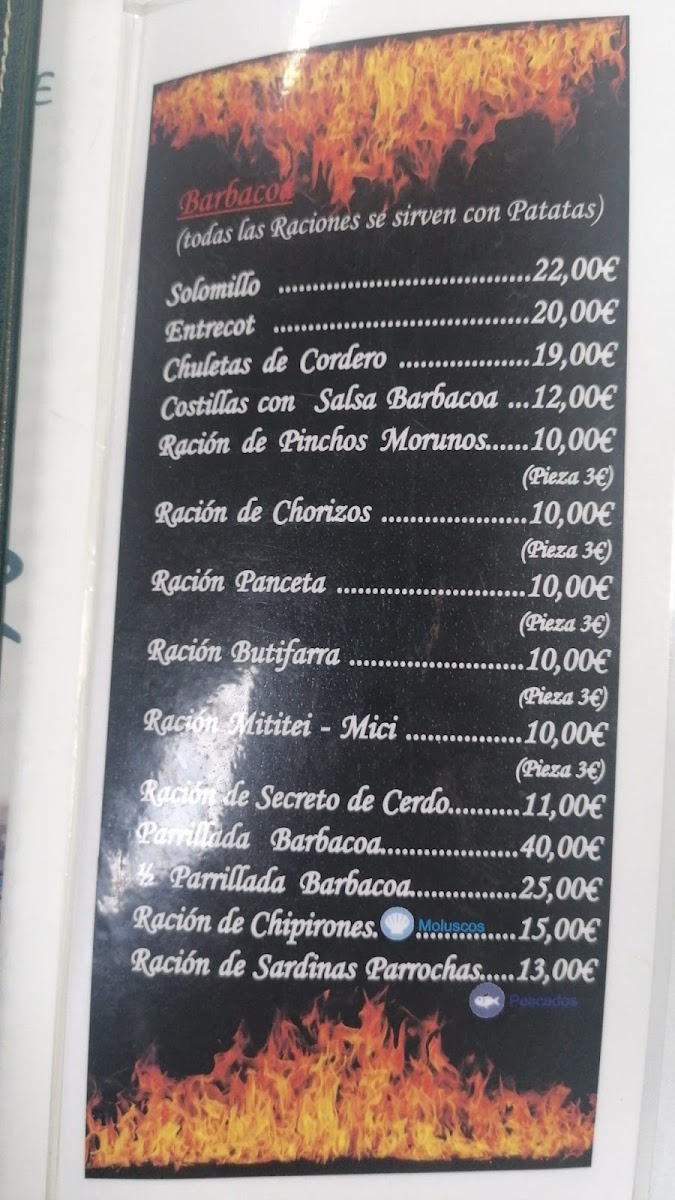 €
Barbacoa
(todas las Raciones se sirven con Patatas)
Solomillo ......................................22,00€
Entrecot ......................................20,00€
Chuletas de Cordero .......................19,00€
Costillas con Salsa Barbacoa ...12,00€
Ración de Pinchos Morunos......10,00€
(Pieza 3€)
Ración de Chorizos ......................10,00€
(Pieza 3€)
Ración Panceta ............................10,00€
(Pieza 3€)
Ración Butifarra ..........................10,00€
(Pieza 3€)
Ración Mititei - Mici .................10,00€
(Pieza 3€)
Ración de Secreto de Cerdo..........11,00€
Parrillada Barbacoa....................40,00€
½ Parrillada Barbacoa...............25,00€
Ración de Chipirones. Moluscos ...............15,00€
Ración de Sardinas Parrochas.....13,00€
Pescados